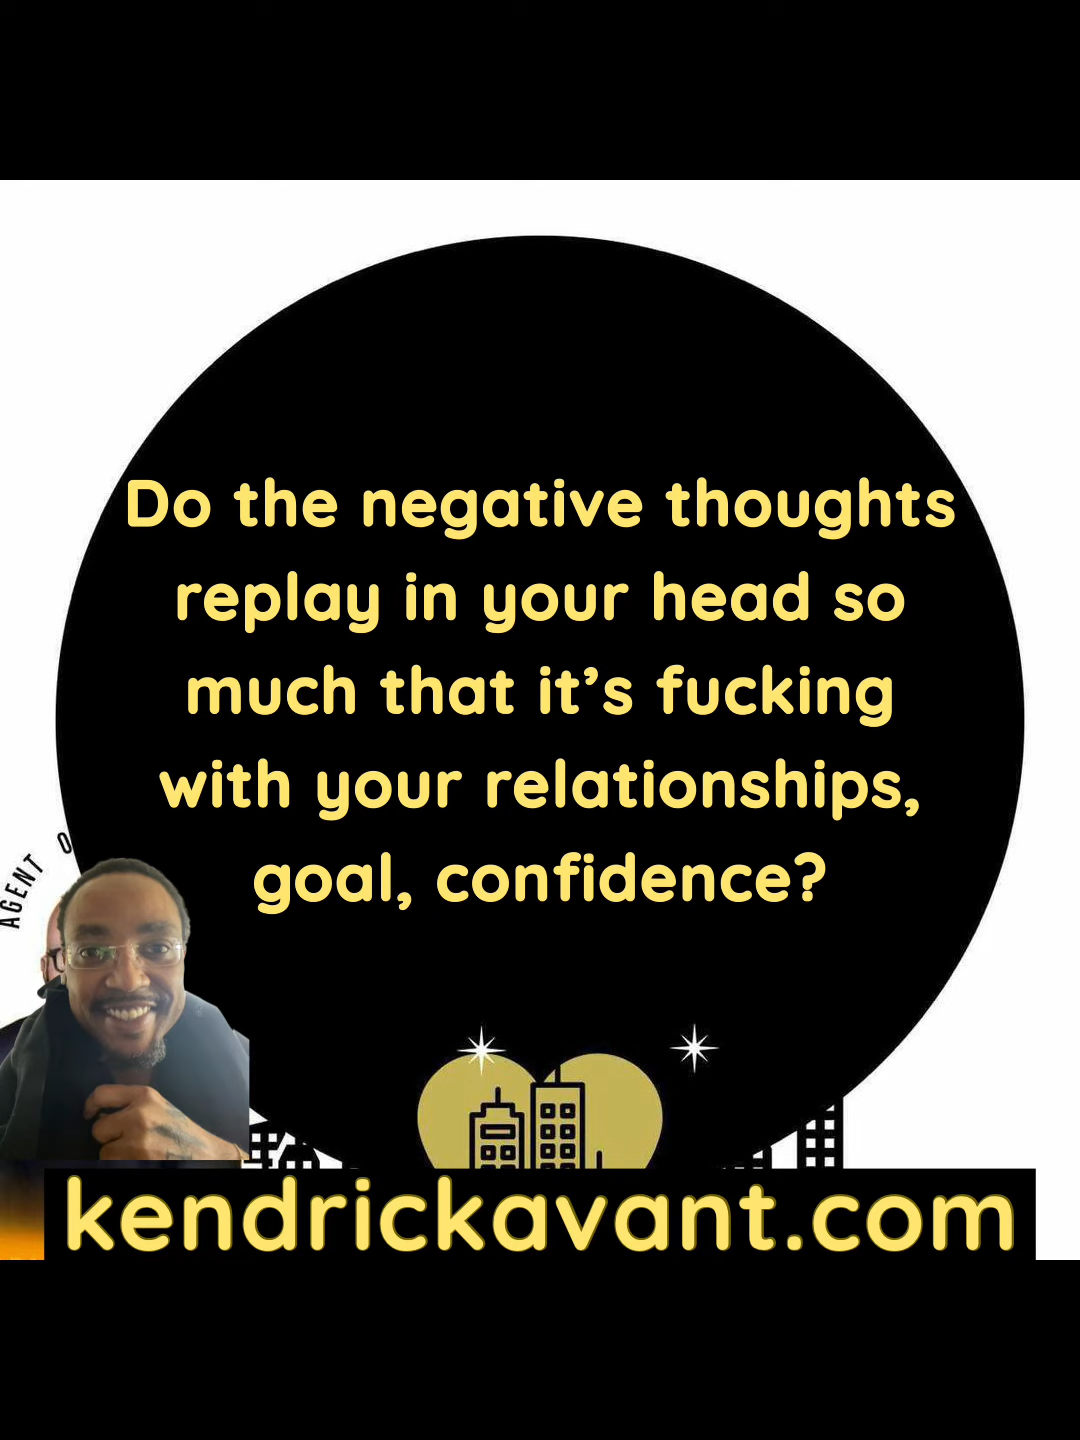 Do the negative thoughts
replay in your head so
much that it’s fucking
with your relationships,
goal, confidence?
AGENT
kendrickavant.com